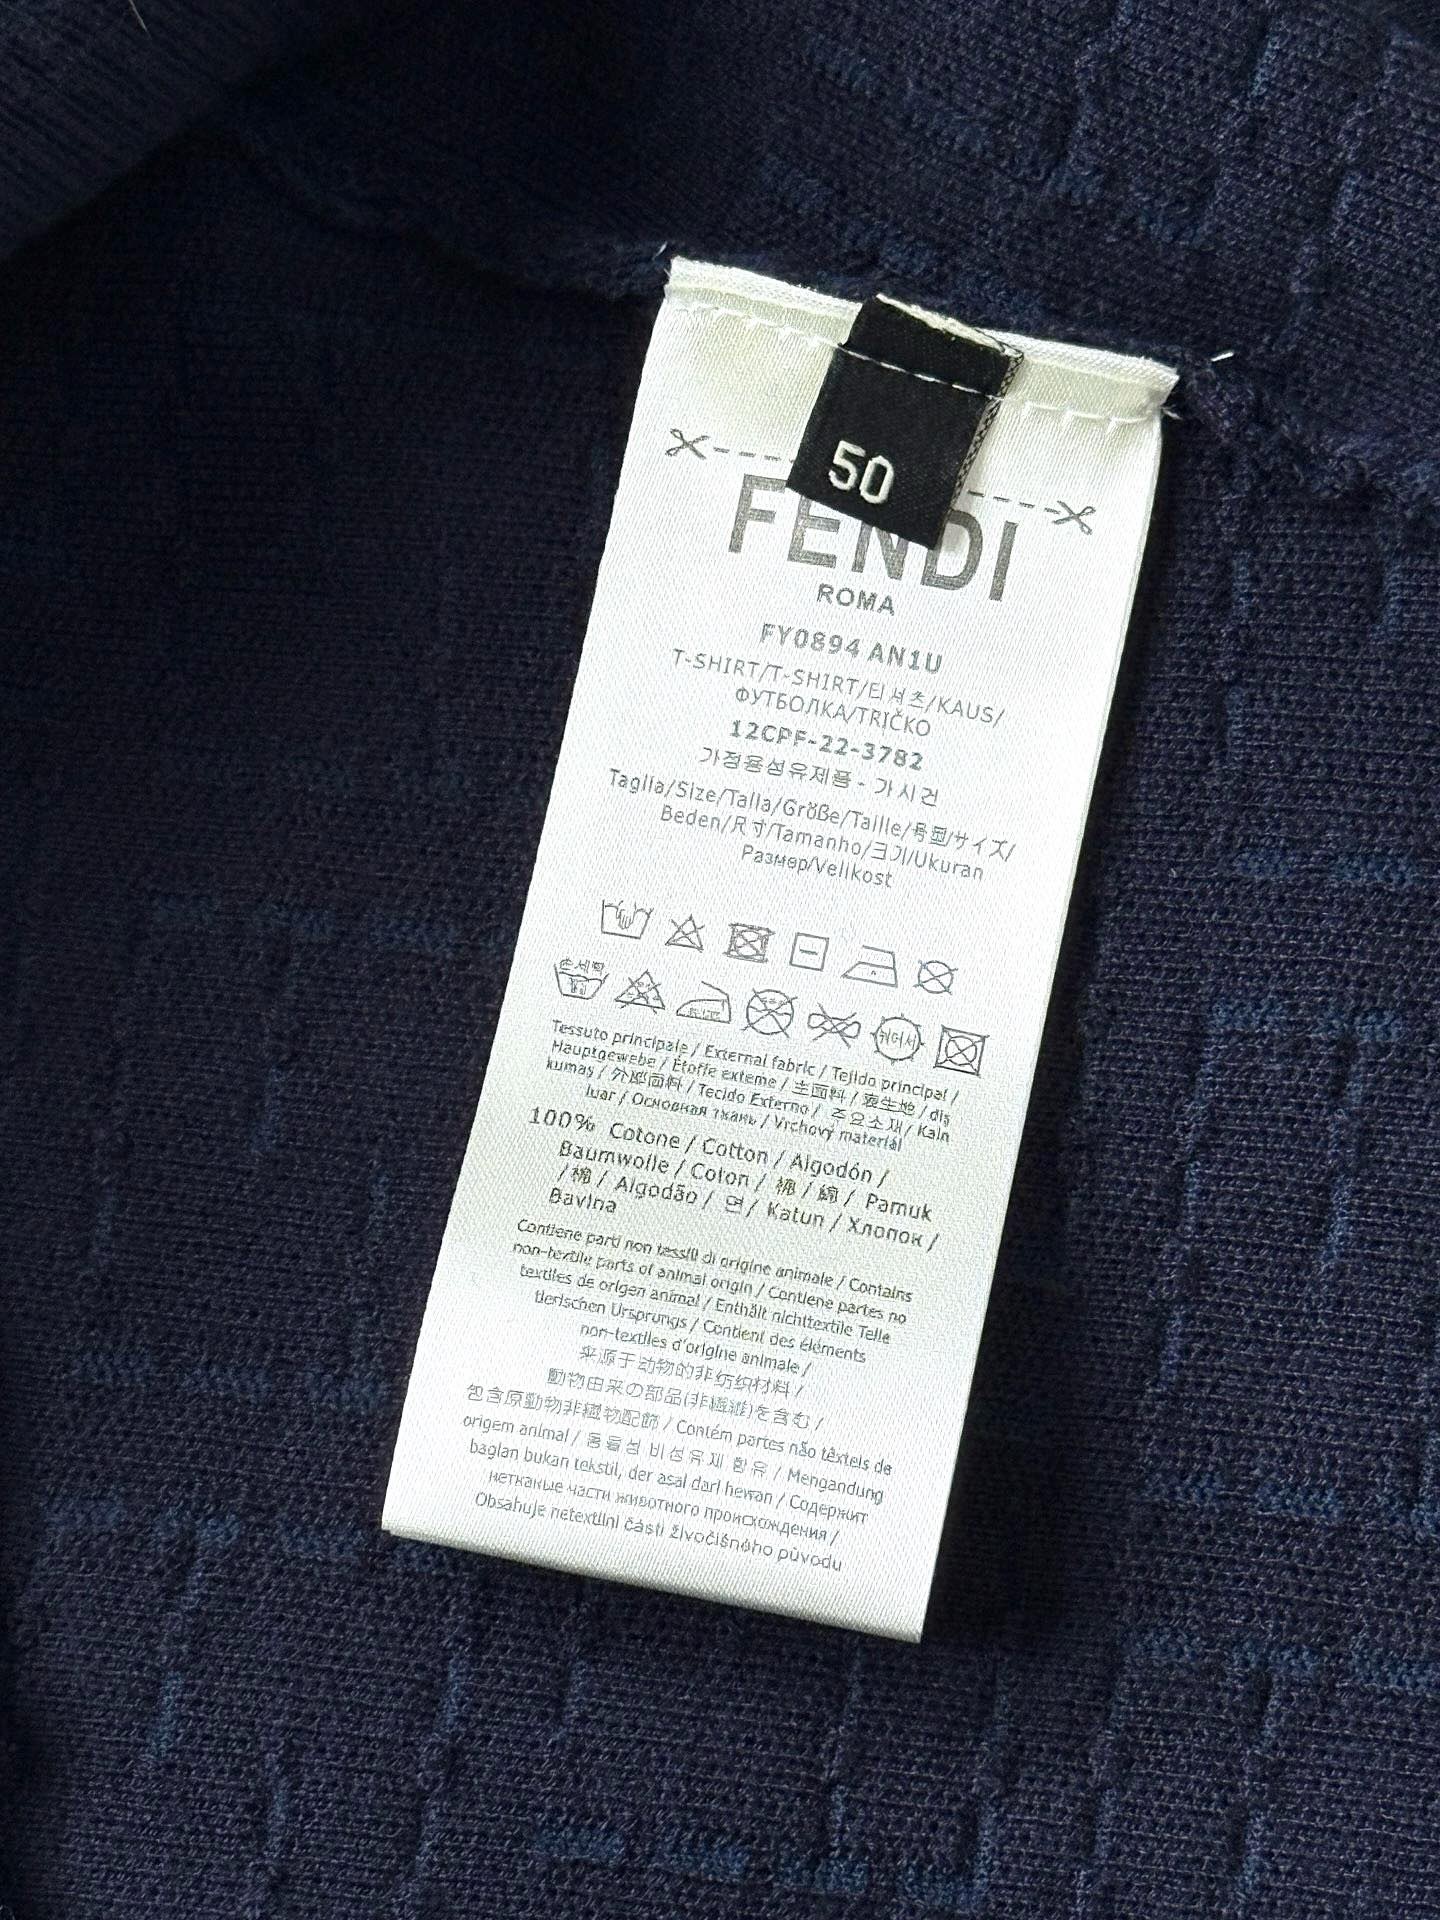 50
FENDI
ROMA
FY0894 AN1U
T-SHIRT/T-SHIRT/티셔츠/KAUS/
ФУТБОЛКА/TRIČKO
12CPF-22-3782
가정용섬유제품 - 가시건
Taglia/Size/Talla/Größe/Taille/号型/サイズ/
Beden/尺寸/Tamanho/크기/Ukuran
Размер/Velikost
손세탁
Tessuto principale / External fabric / Tejido principal /
Hauptgewebe / Étoffe externe / 主面料 / 表生地 / dış
kumaş / 外部面料 / Tecido Externo / 주요소재/ Kain
luar / Основная ткань / Vrchový materiál
100% Cotone / Cotton / Algodón /
Baumwolle / Coton / 棉 / 綿 / Pamuk
/ 棉 / Algodão / 면 / Katun / Хлопок /
Bavlna
Contiene parti non tessili di origine animale / Contains
non-textile parts of animal origin / Contiene partes no
textiles de origen animal / Enthält nichttextile Teile
tierischen Ursprungs / Contient des éléments
non-textiles d'origine animale /
来源于动物的非纺织材料 /
動物由来の部品(非繊維)を含む /
包含原動物非織物配飾 / Contém partes não têxteis de
origem animal / 동물성 비섬유재 함유 / Mengandung
bagian bukan tekstil, der asal dari hewan / Содержит
нетканые части животного происхождения /
Obsahuje netextilní části živočišného původu